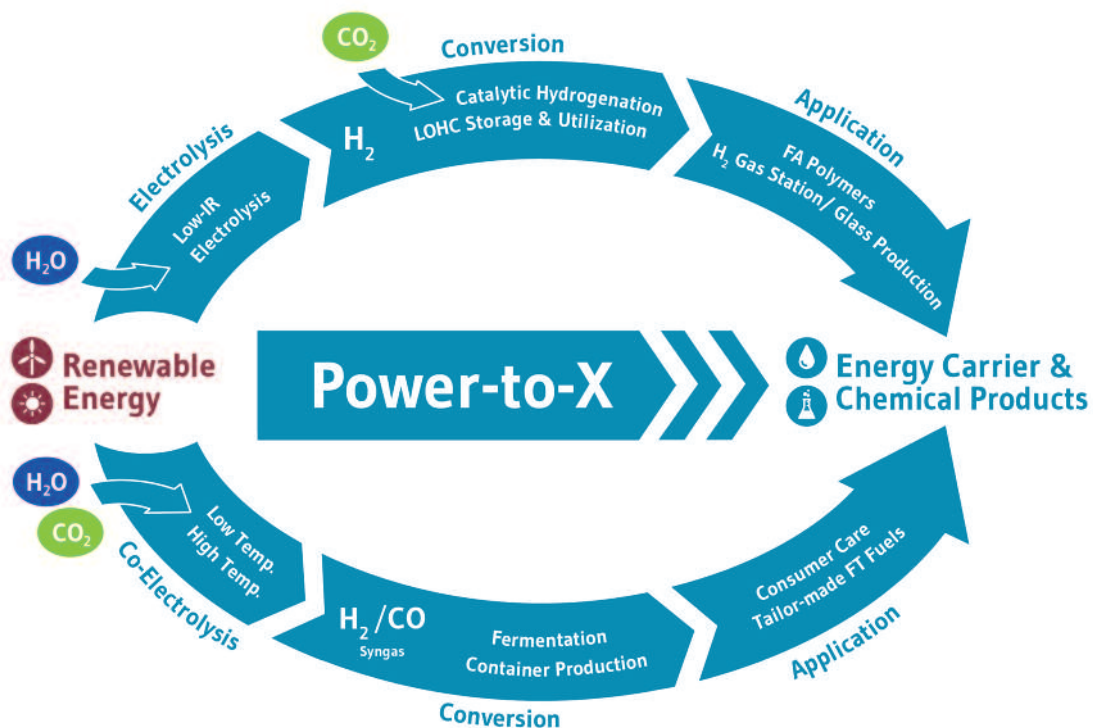 CO₂
Conversion
Catalytic Hydrogenation
LOHC Storage & Utilization
H₂
Application
FA Polymers
H₂ Gas Station/ Glass Production
Electrolysis
Low-IR
Electrolysis
H₂O
Renewable
Energy
Power-to-X
Energy Carrier &
Chemical Products
H₂O
CO₂
Low Temp.
High Temp.
Co-Electrolysis
H₂/CO
Syngas
Fermentation
Container Production
Conversion
Consumer Care
Tailor-made FT Fuels
Application